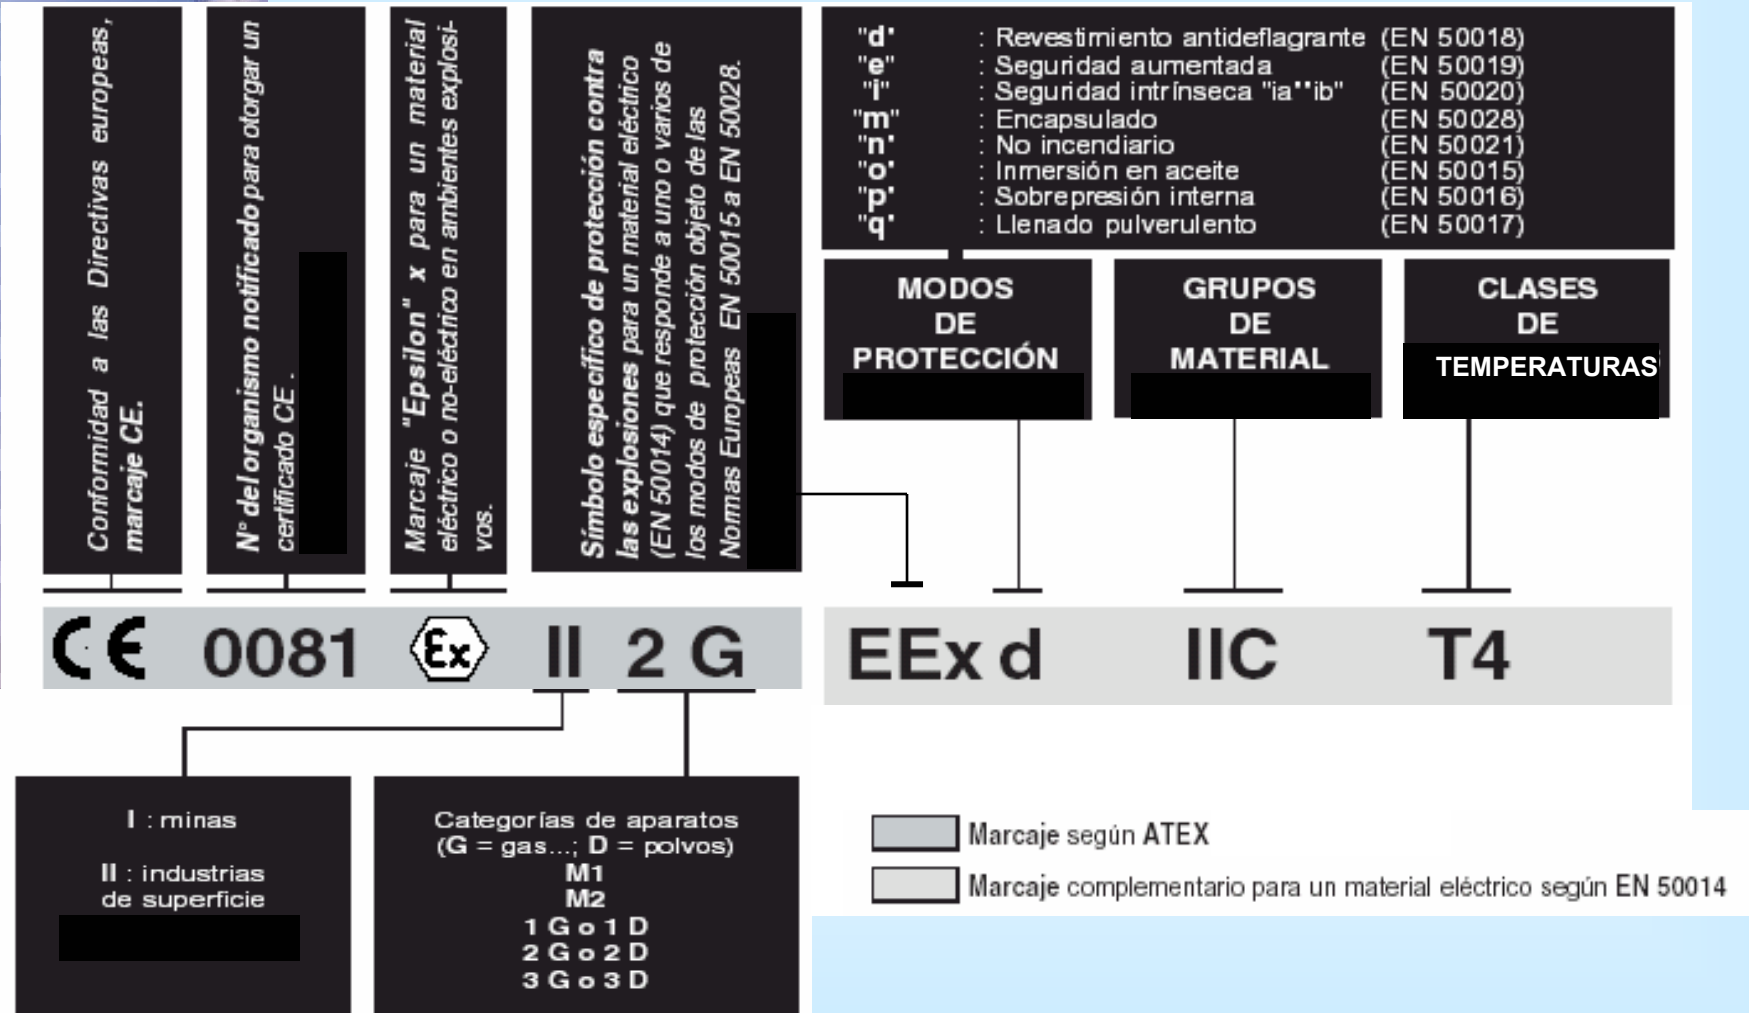 Conformidad a las Directivas europeas,
marcaje CE.
N° del organismo notificado para otorgar un
certificado CE .
Marcaje "Epsilon" x para un material
eléctrico o no-eléctrico en ambientes explosi-
vos.
Símbolo específico de protección contra
las explosiones para un material eléctrico
(EN 50014) que responde a uno o varios de
los modos de protección objeto de las
Normas Europeas EN 50015 a EN 50028.
"d" : Revestimiento antideflagrante (EN 50018)
"e" : Seguridad aumentada (EN 50019)
"i" : Seguridad intrínseca "ia""ib" (EN 50020)
"m" : Encapsulado (EN 50028)
"n" : No incendiario (EN 50021)
"o" : Inmersión en aceite (EN 50015)
"p" : Sobrepresión interna (EN 50016)
"q" : Llenado pulverulento (EN 50017)
MODOS
DE
PROTECCIÓN
GRUPOS
DE
MATERIAL
CLASES
DE
TEMPERATURAS
CE 0081 Ex II 2 G EEx d IIC T4
I : minas
II : industrias
de superficie
Categorías de aparatos
(G = gas...; D = polvos)
M1
M2
1 G o 1 D
2 G o 2 D
3 G o 3 D
Marcaje según ATEX
Marcaje complementario para un material eléctrico según EN 50014